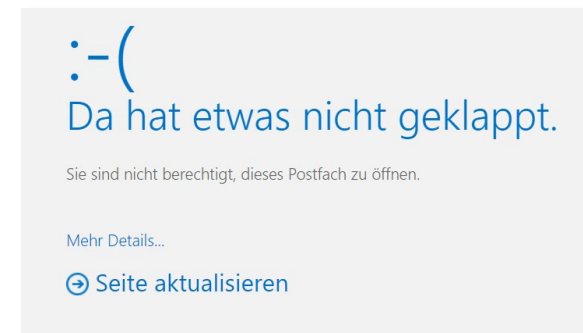 :-(
Da hat etwas nicht geklappt.
Sie sind nicht berechtigt, dieses Postfach zu öffnen.
Mehr Details...
Seite aktualisieren